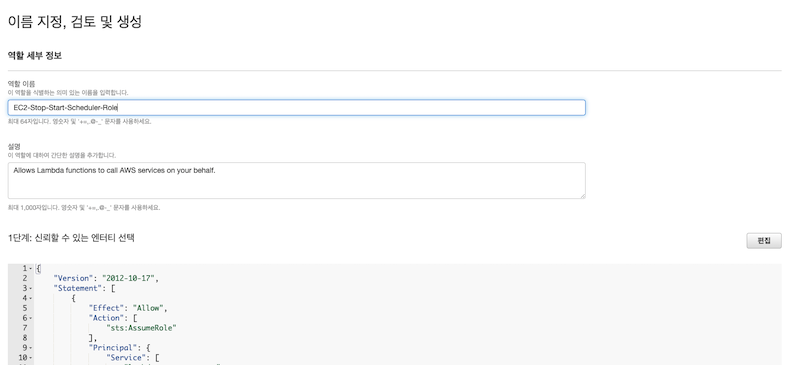 이름 지정, 검토 및 생성
역할 세부 정보
역할 이름
이 역할을 식별하는 의미 있는 이름을 입력합니다.
EC2-Stop-Start-Scheduler-Role
최대 64자입니다. 영숫자 및 '+=,.@-_' 문자를 사용하세요.
설명
이 역할에 대하여 간단한 설명을 추가합니다.
Allows Lambda functions to call AWS services on your behalf.
최대 1,000자입니다. 영숫자 및 '+=,.@-_' 문자를 사용하세요.
1단계: 신뢰할 수 있는 엔터티 선택
편집
1 {
2 "Version": "2012-10-17",
3 "Statement": [
4 {
5 "Effect": "Allow",
6 "Action": [
7 "sts:AssumeRole"
8 ],
9 "Principal": {
10 "Service": [